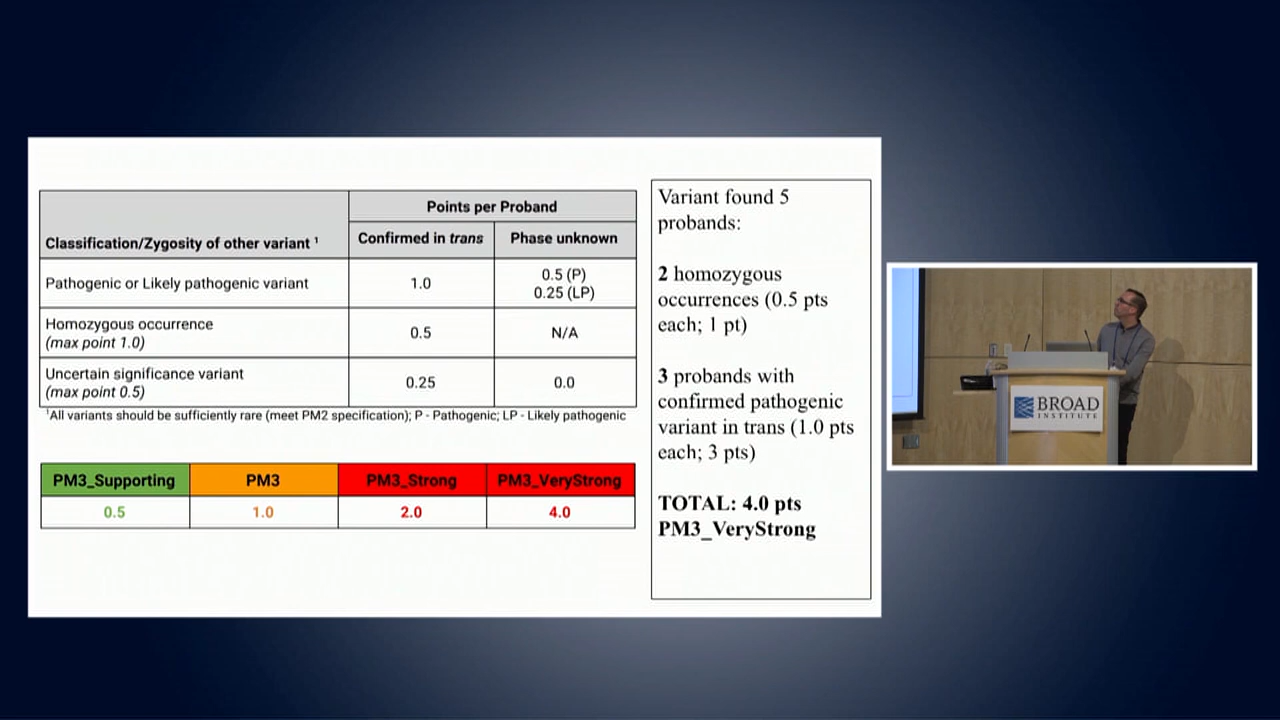 Points per Proband
Classification/Zygosity of other variant ¹
Confirmed in trans
Phase unknown
Pathogenic or Likely pathogenic variant
1.0
0.5 (P)
0.25 (LP)
Homozygous occurrence
(max point 1.0)
0.5
N/A
Uncertain significance variant
(max point 0.5)
0.25
0.0
¹All variants should be sufficiently rare (meet PM2 specification); P - Pathogenic; LP - Likely pathogenic
PM3_Supporting
PM3
PM3_Strong
PM3_VeryStrong
0.5
1.0
2.0
4.0
Variant found 5
probands:
2 homozygous
occurrences (0.5 pts
each; 1 pt)
3 probands with
confirmed pathogenic
variant in trans (1.0 pts
each; 3 pts)
TOTAL: 4.0 pts
PM3_VeryStrong
BROAD
INSTITUTE